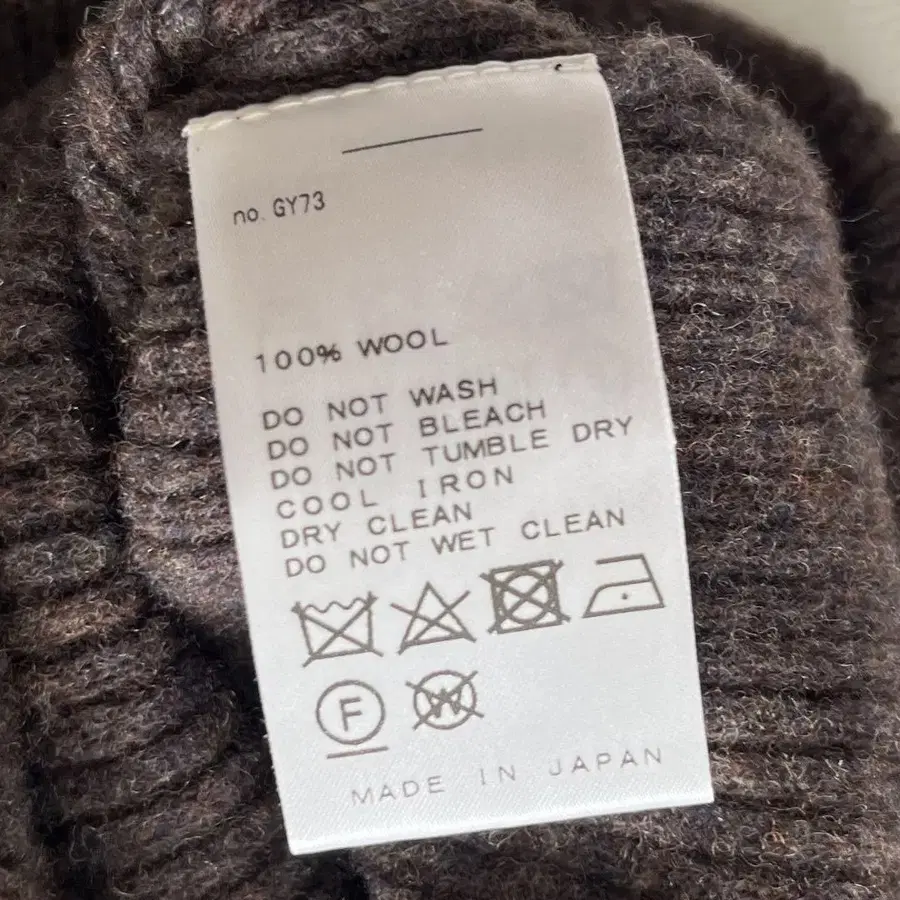 no. GY73
100% WOOL
DO NOT WASH
DO NOT BLEACH
DO NOT TUMBLE DRY
COOL IRON
DRY CLEAN
DO NOT WET CLEAN
F W
MADE IN JAPAN